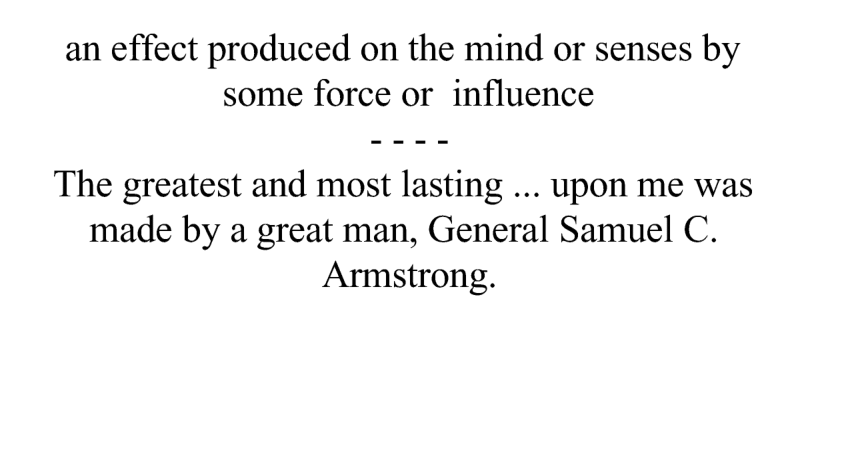 an effect produced on the mind or senses by
some force or  influence
- - - -
The greatest and most lasting ... upon me was
made by a great man, General Samuel C.
Armstrong.